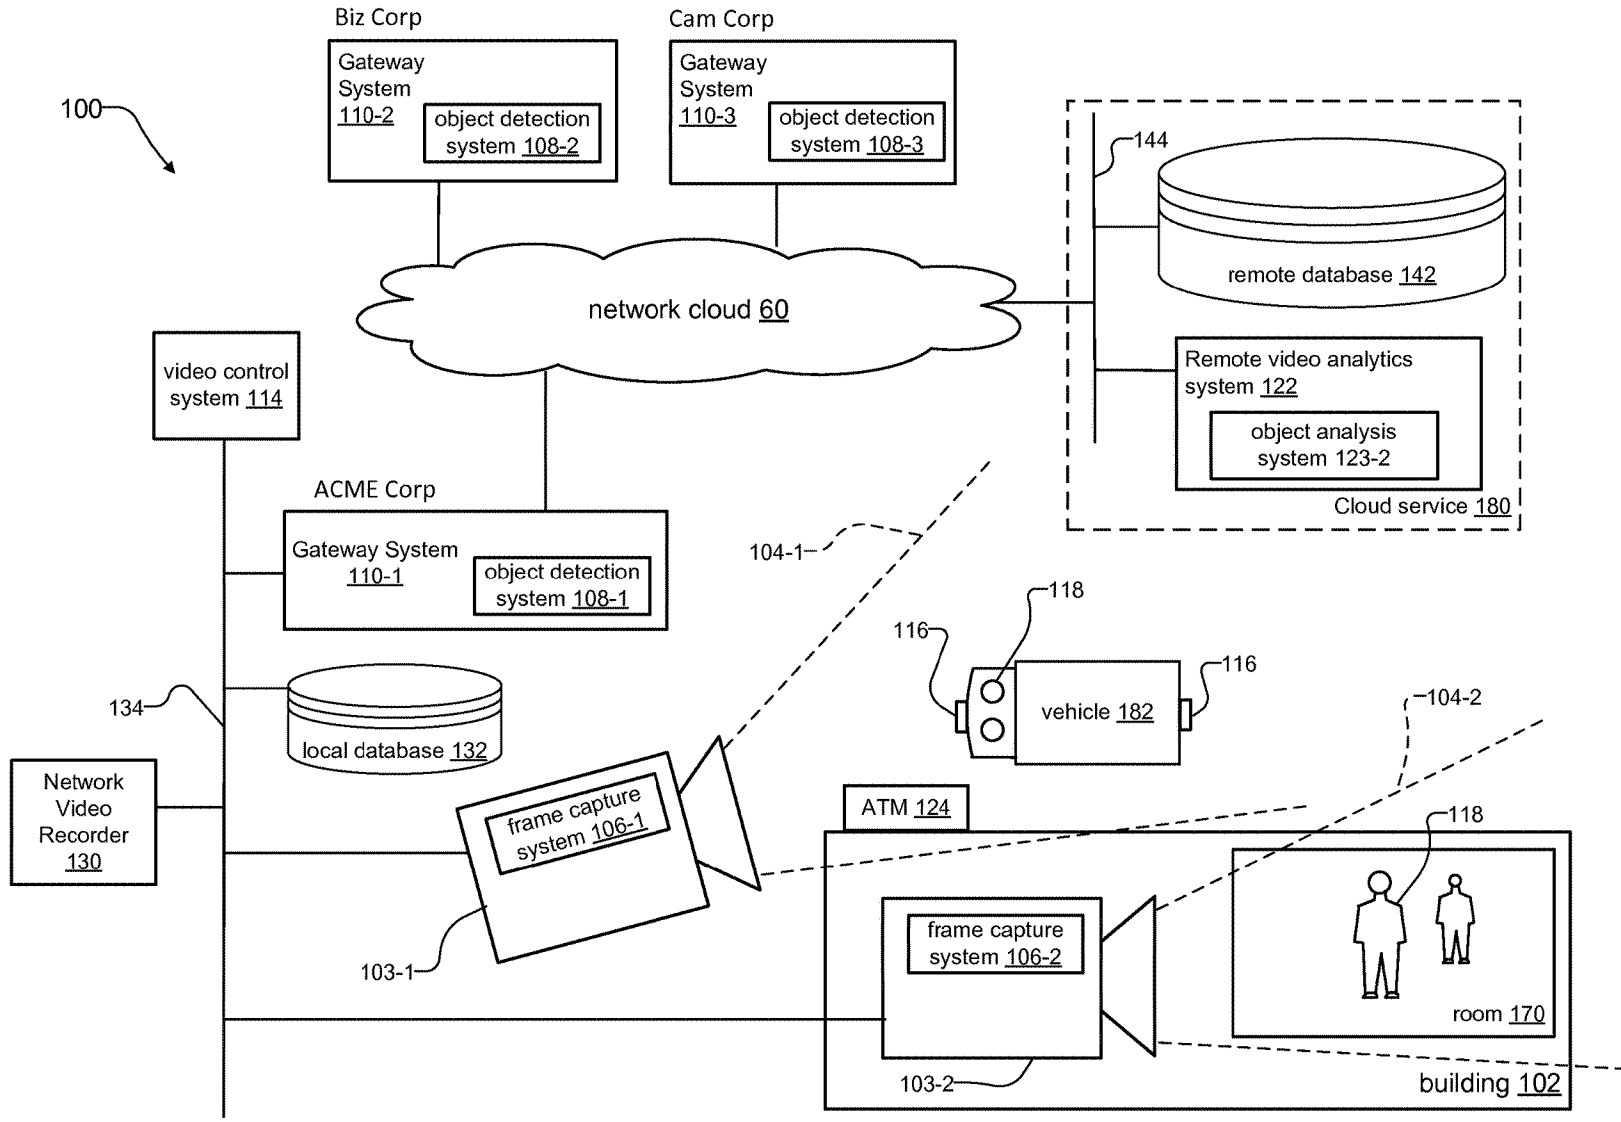 Biz Corp
Cam Corp
100
Gateway
System
110-2
object detection
system 108-2
Gateway
System
110-3
object detection
system 108-3
144
remote database 142
network cloud 60
Remote video analytics
system 122
object analysis
system 123-2
Cloud service 180
video control
system 114
ACME Corp
Gateway System
110-1
object detection
system 108-1
104-1
118
116
116
vehicle 182
104-2
134
local database 132
Network
Video
Recorder
130
frame capture
system 106-1
ATM 124
118
103-1
frame capture
system 106-2
room 170
103-2
building 102